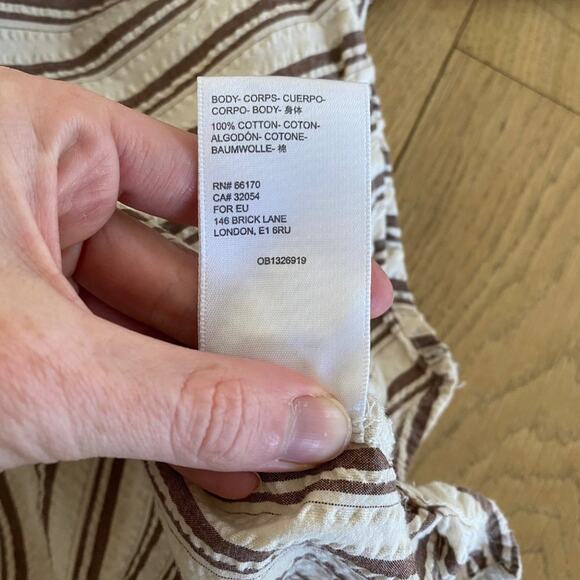 BODY- CORPS- CUERPO-
CORPO- BODY- 身体
100% COTTON- COTON-
ALGODÓN- COTONE-
BAUMWOLLE- 棉
RN# 66170
CA# 32054
FOR EU
146 BRICK LANE
LONDON, E1 6RU
OB1326919